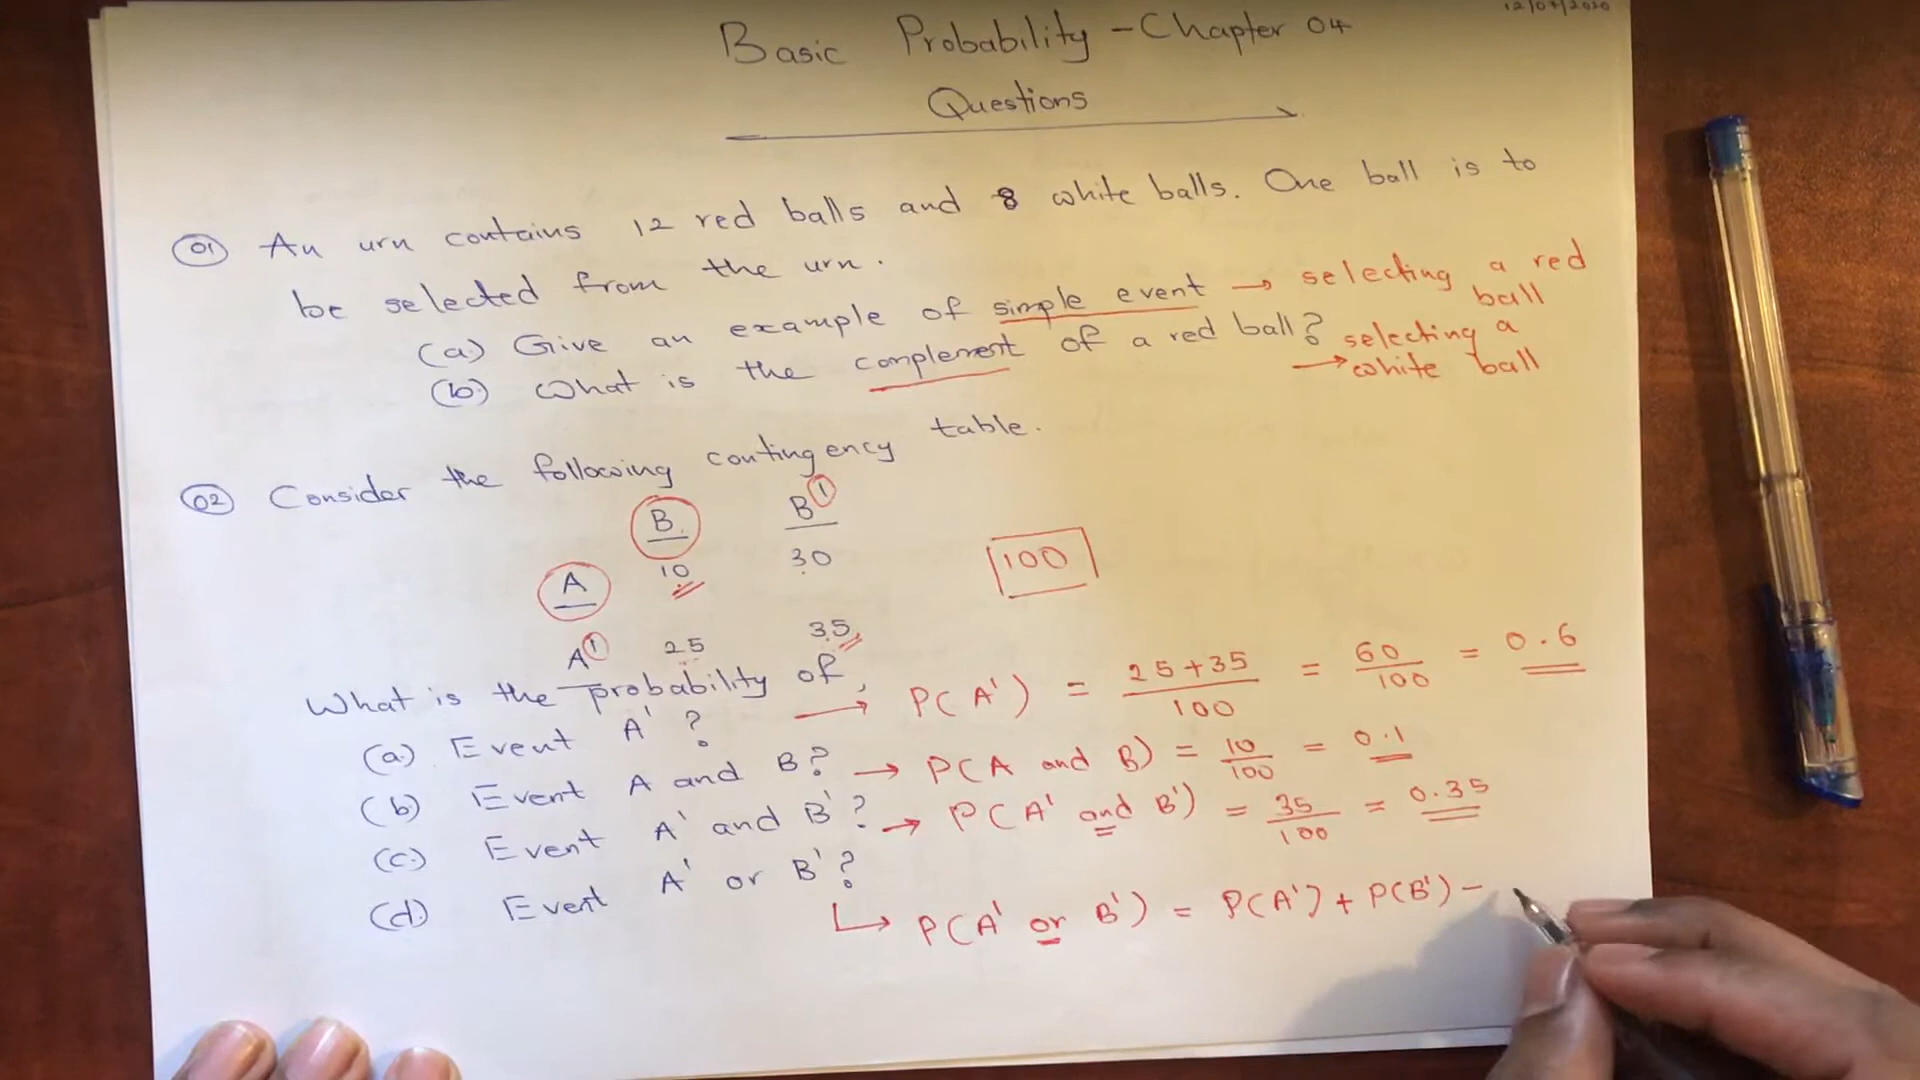 12/04/2020
Basic Probability - Chapter 04
Questions
01 An urn contains 12 red balls and 8 white balls. One ball is to
be selected from the urn.
(a) Give an example of simple event → selecting a red ball
(b) What is the complement of a red ball? → selecting a white ball
02 Consider the following contingency table.
B B'
A 10 30
100
A' 25 35
What is the probability of,
(a) Event A' ? → P(A') = 25+35/100 = 60/100 = 0.6
(b) Event A and B? → P(A and B) = 10/100 = 0.1
(c) Event A' and B'? → P(A' and B') = 35/100 = 0.35
(d) Event A' or B'?
↳ P(A' or B') = P(A') + P(B') -